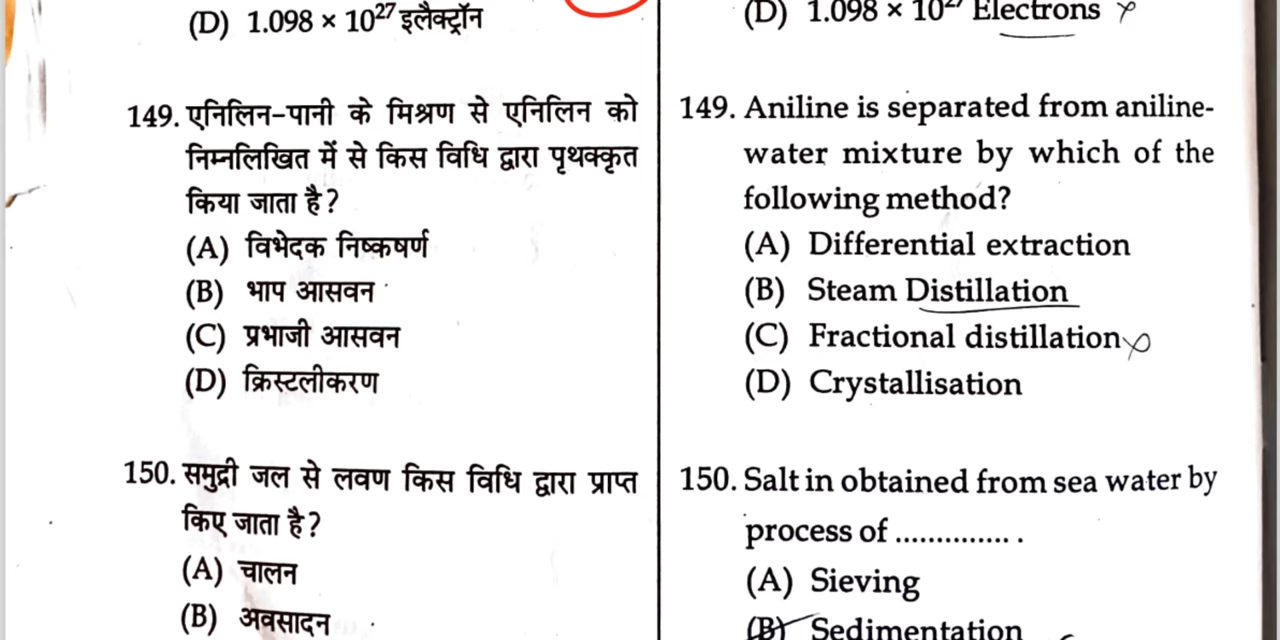 (D) 1.098 × 10²⁷ इलैक्ट्रॉन
149. एनिलिन-पानी के मिश्रण से एनिलिन को
निम्नलिखित में से किस विधि द्वारा पृथक्कृत
किया जाता है?
(A) विभेदक निष्कषर्ण
(B) भाप आसवन
(C) प्रभाजी आसवन
(D) क्रिस्टलीकरण
150. समुद्री जल से लवण किस विधि द्वारा प्राप्त
किए जाता है?
(A) चालन
(B) अवसादन
(D) 1.098 × 10²⁷ Electrons
149. Aniline is separated from aniline-
water mixture by which of the
following method?
(A) Differential extraction
(B) Steam Distillation
(C) Fractional distillation
(D) Crystallisation
150. Salt in obtained from sea water by
process of .............. .
(A) Sieving
(B) Sedimentation